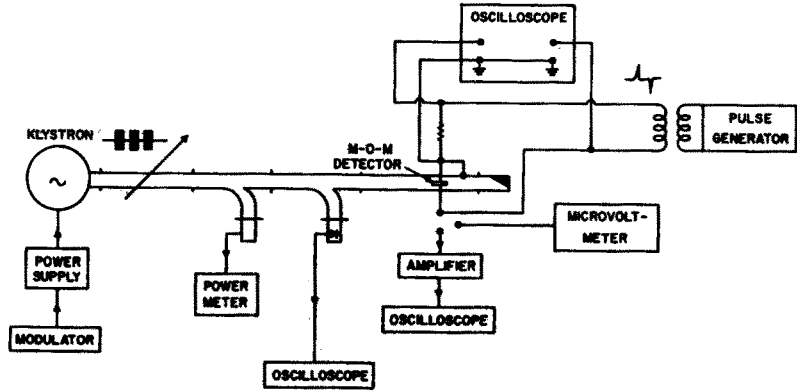 OSCILLOSCOPE
KLYSTRON
M-O-M
DETECTOR
PULSE
GENERATOR
MICROVOLT-
METER
POWER
SUPPLY
POWER
METER
AMPLIFIER
MODULATOR
OSCILLOSCOPE
OSCILLOSCOPE